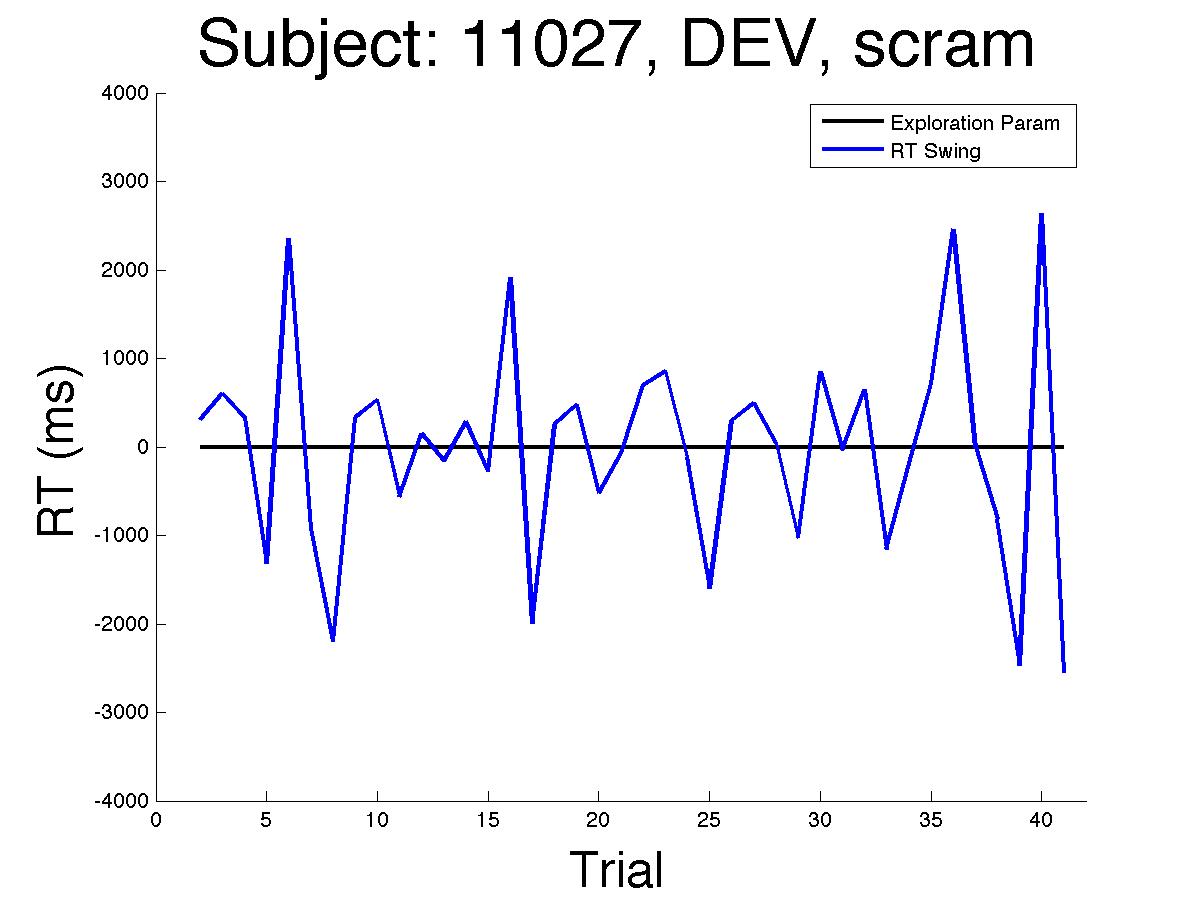 Subject: 11027, DEV, scram
4000
3000
2000
1000
0
-1000
-2000
-3000
-4000
RT (ms)
Exploration Param
RT Swing
0 5 10 15 20 25 30 35 40
Trial